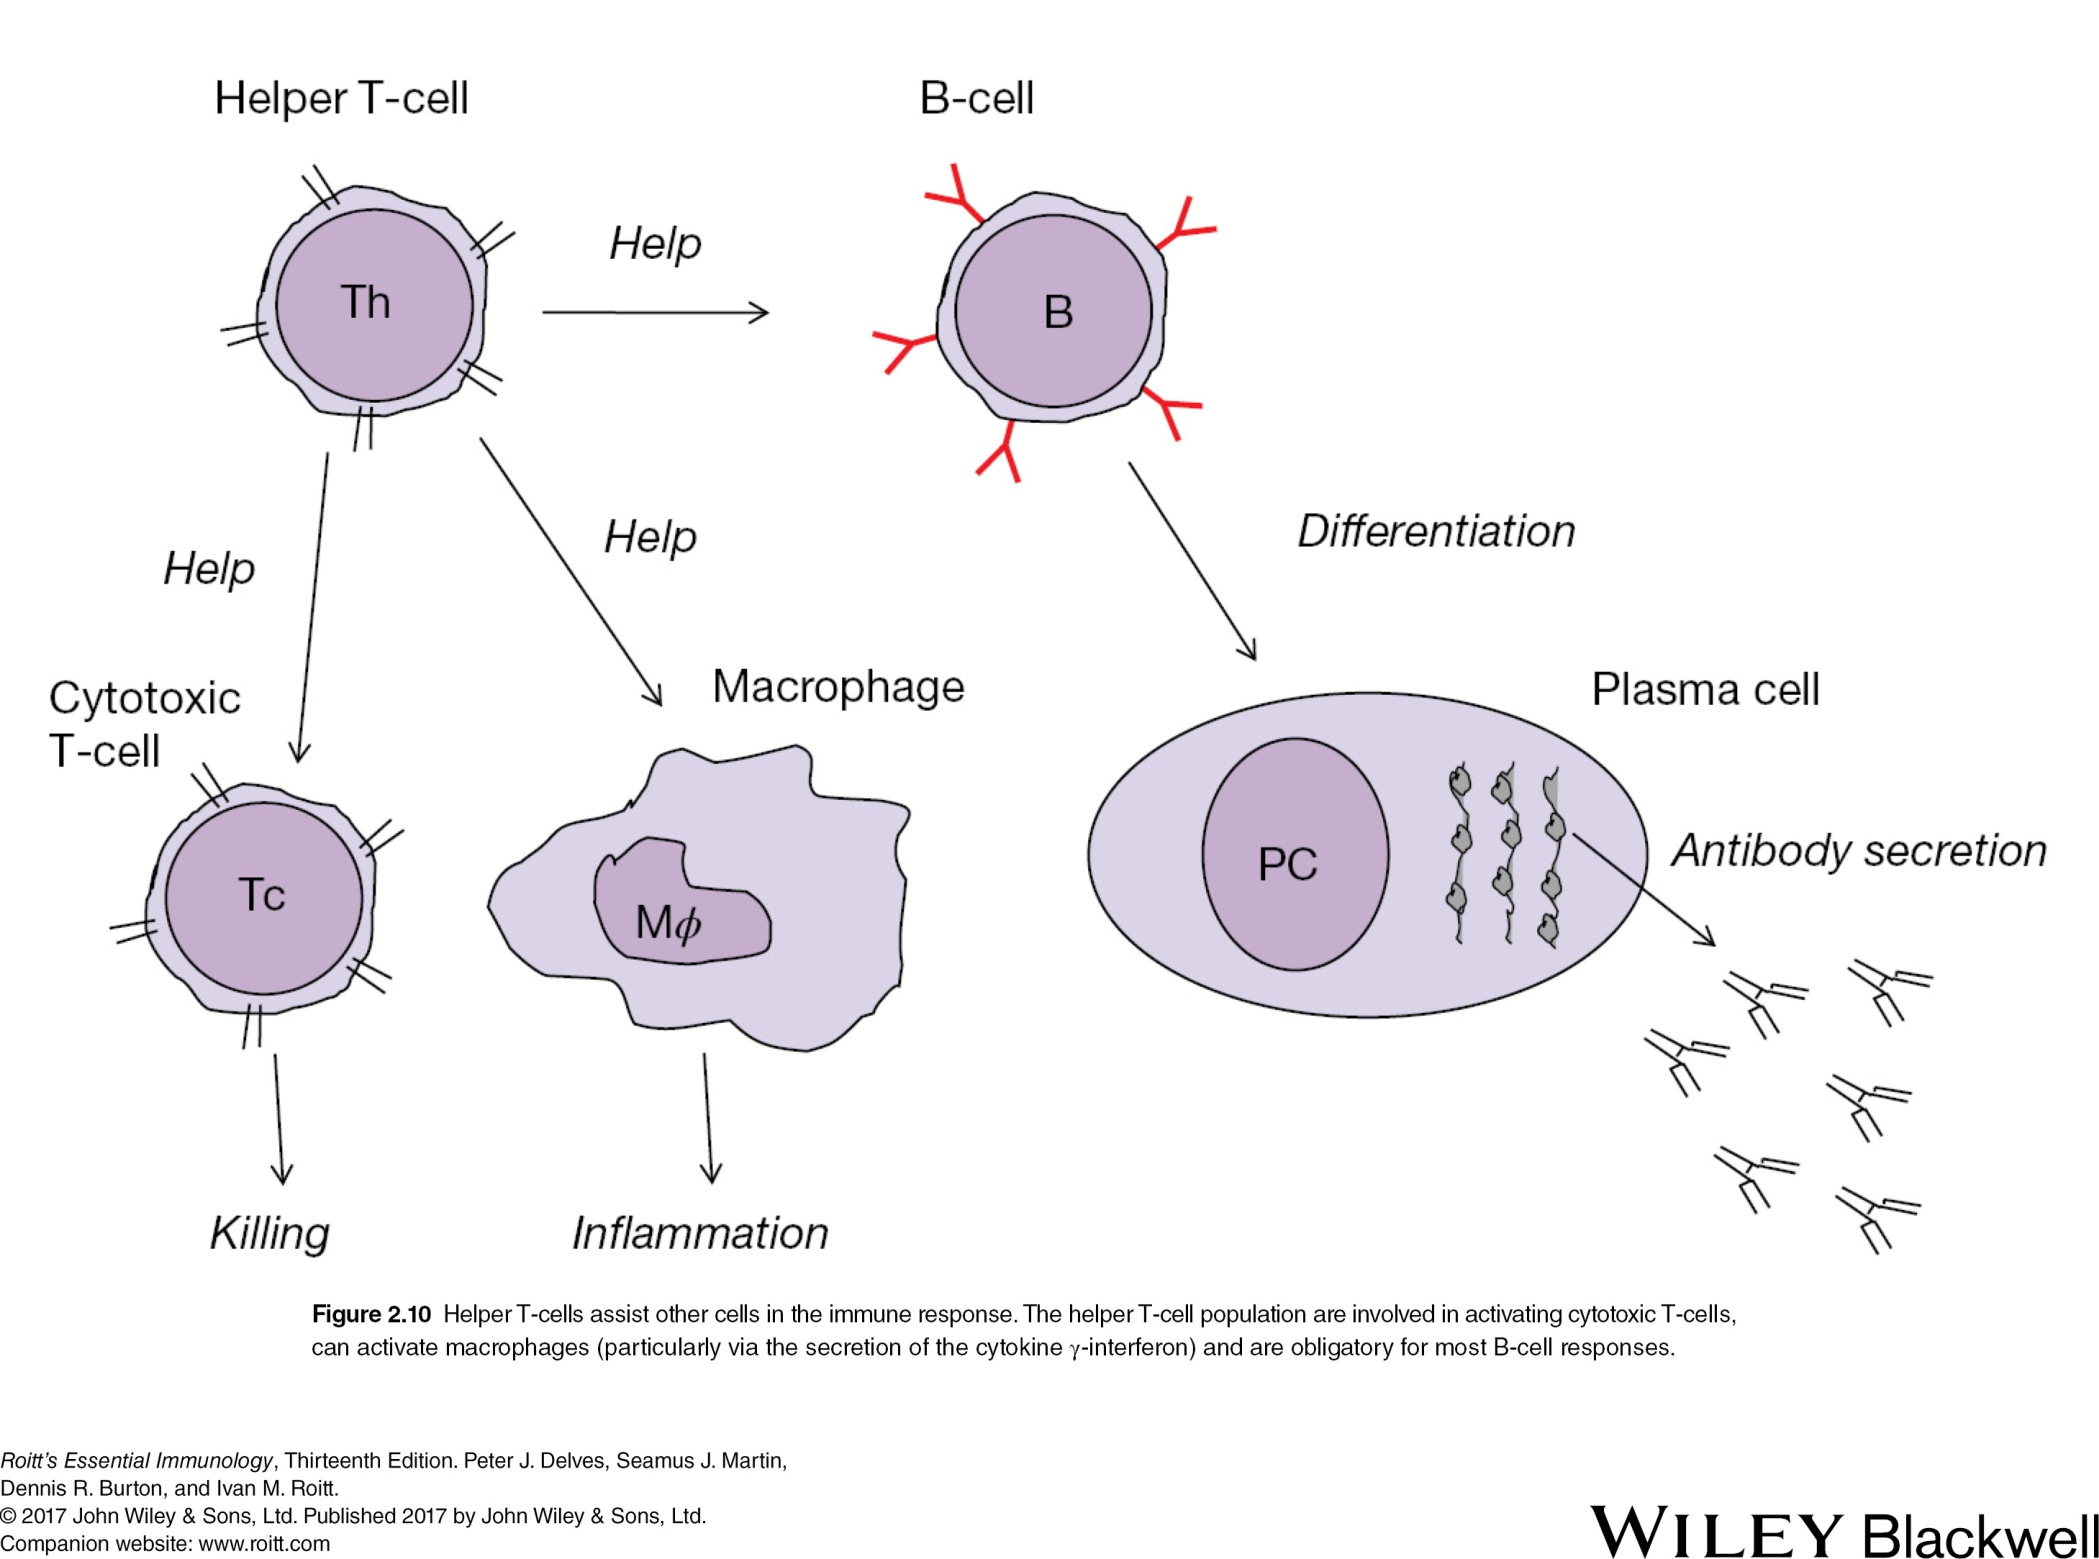 Helper T-cell
B-cell
Th
Help
B
Help
Help
Differentiation
Cytotoxic
T-cell
Macrophage
Plasma cell
Tc
Mϕ
PC
Antibody secretion
Killing
Inflammation
Figure 2.10 Helper T-cells assist other cells in the immune response. The helper T-cell population are involved in activating cytotoxic T-cells,
can activate macrophages (particularly via the secretion of the cytokine γ-interferon) and are obligatory for most B-cell responses.
Roitt’s Essential Immunology, Thirteenth Edition. Peter J. Delves, Seamus J. Martin,
Dennis R. Burton, and Ivan M. Roitt.
© 2017 John Wiley & Sons, Ltd. Published 2017 by John Wiley & Sons, Ltd.
Companion website: www.roitt.com
WILEY Blackwell